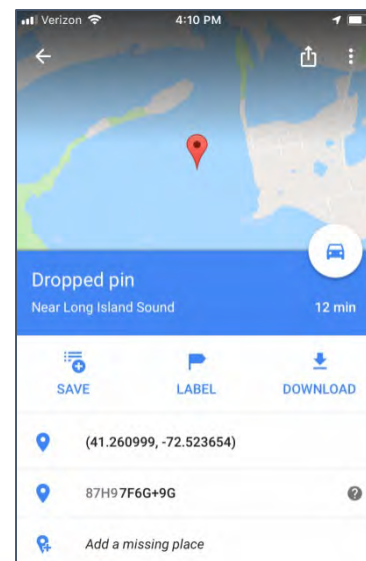 Verizon 4:10 PM
Dropped pin
Near Long Island Sound 12 min
SAVE LABEL DOWNLOAD
(41.260999, -72.523654)
87H97F6G+9G ?
Add a missing place